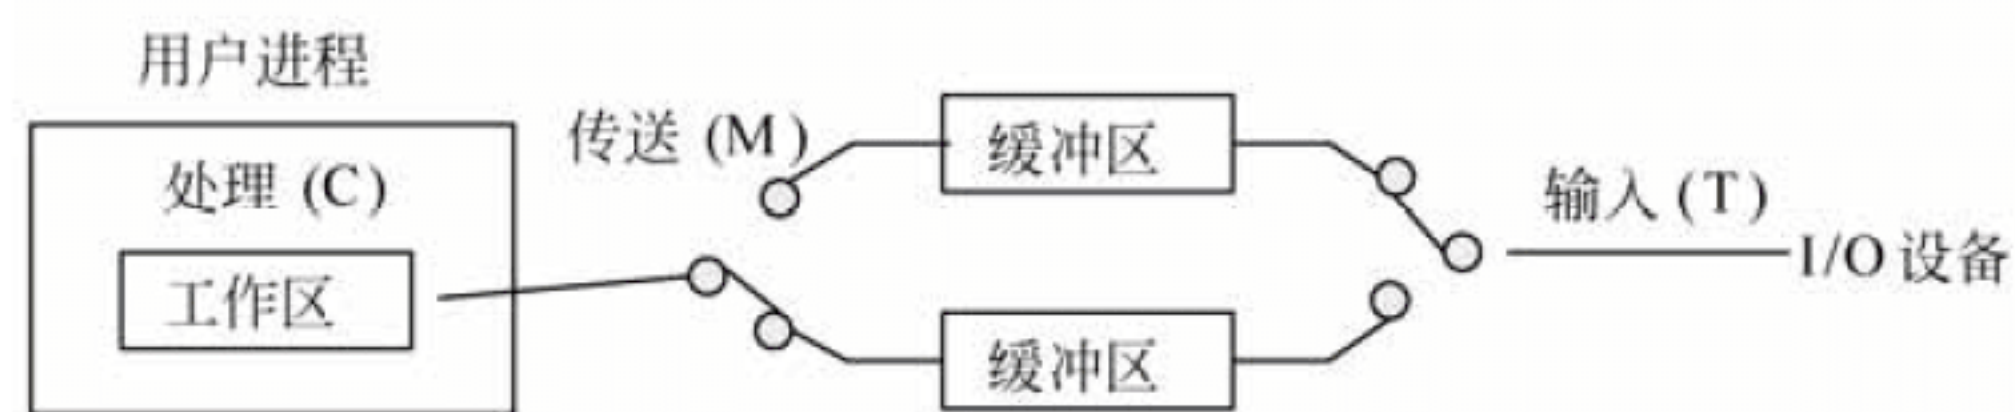 用户进程
处理 (C)
工作区
传送 (M)
缓冲区
缓冲区
输入 (T)
I/O 设备